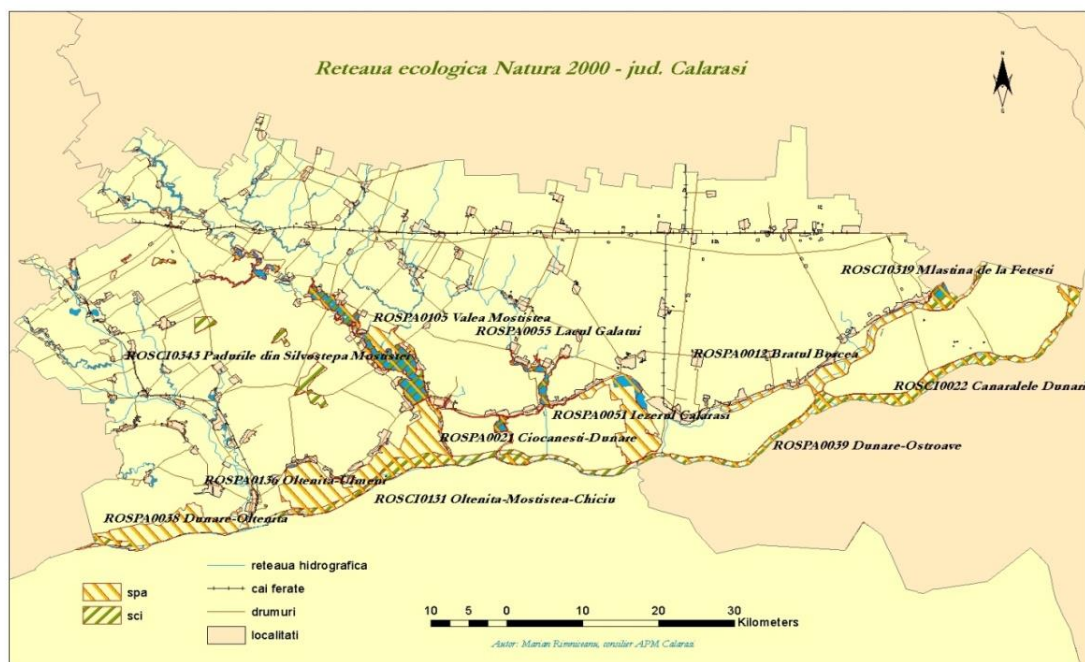 Reteaua ecologica Natura 2000 - jud. Calarasi
ROSCI0319 Mlastina de la Fetesti
ROSPA0105 Valea Mostistea
ROSPA0055 Lacul Galatui
ROSCI0343 Padurile din Silvostepa Mostistei
ROSPA0012 Bratul Borcea
ROSCI0022 Canaralele Dunarii
ROSPA0051 Iezerul Calarasi
ROSPA0021 Ciocanesti-Dunare
ROSPA0039 Dunare-Ostroave
ROSPA0136 Oltenita-Ulmeni
ROSCI0131 Oltenita-Mostistea-Chiciu
ROSPA0038 Dunare-Oltenita
spa
sci
reteaua hidrografica
cai ferate
drumuri
localitati
10 5 0 10 20 30
Kilometers
Autor: Marian Rimniceanu, consilier APM Calarasi